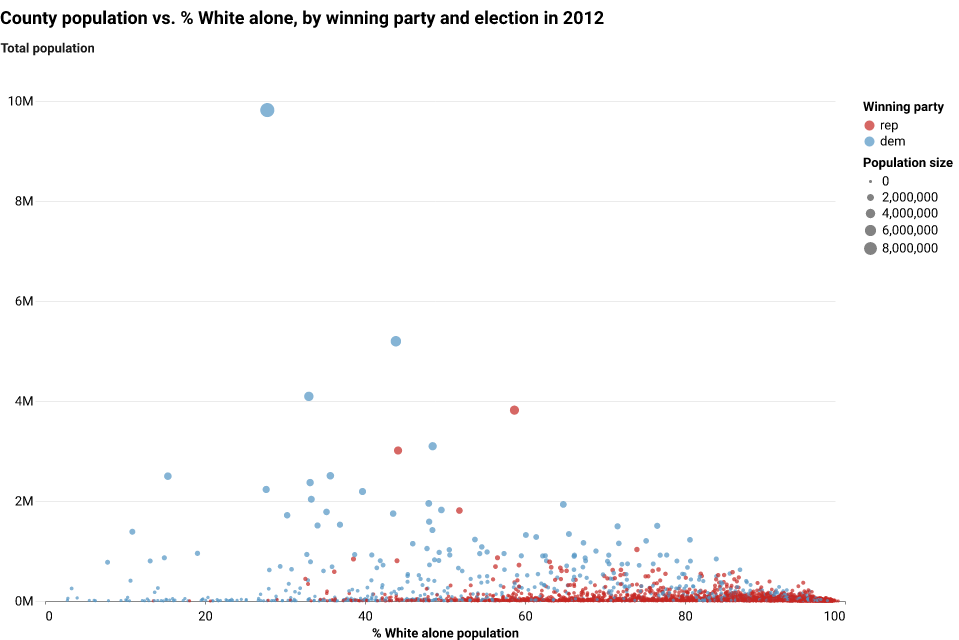 County population vs. % White alone, by winning party and election in 2012
Total population
10M
8M
6M
4M
2M
0M
0
20
40
60
80
100
% White alone population
Winning party
rep
dem
Population size
0
2,000,000
4,000,000
6,000,000
8,000,000